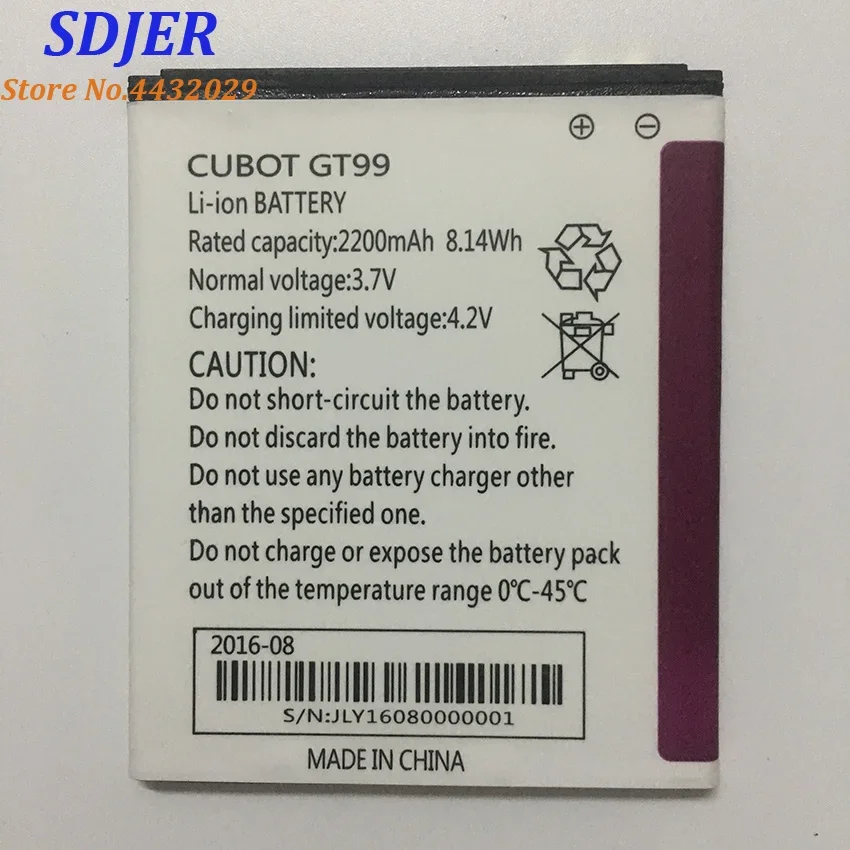 SDJER
Store No.4432029
CUBOT GT99
Li-ion BATTERY
Rated capacity:2200mAh 8.14Wh
Normal voltage:3.7V
Charging limited voltage:4.2V
CAUTION:
Do not short-circuit the battery.
Do not discard the battery into fire.
Do not use any battery charger other
than the specified one.
Do not charge or expose the battery pack
out of the temperature range 0℃-45℃
2016-08
S/N:JLY16080000001
MADE IN CHINA